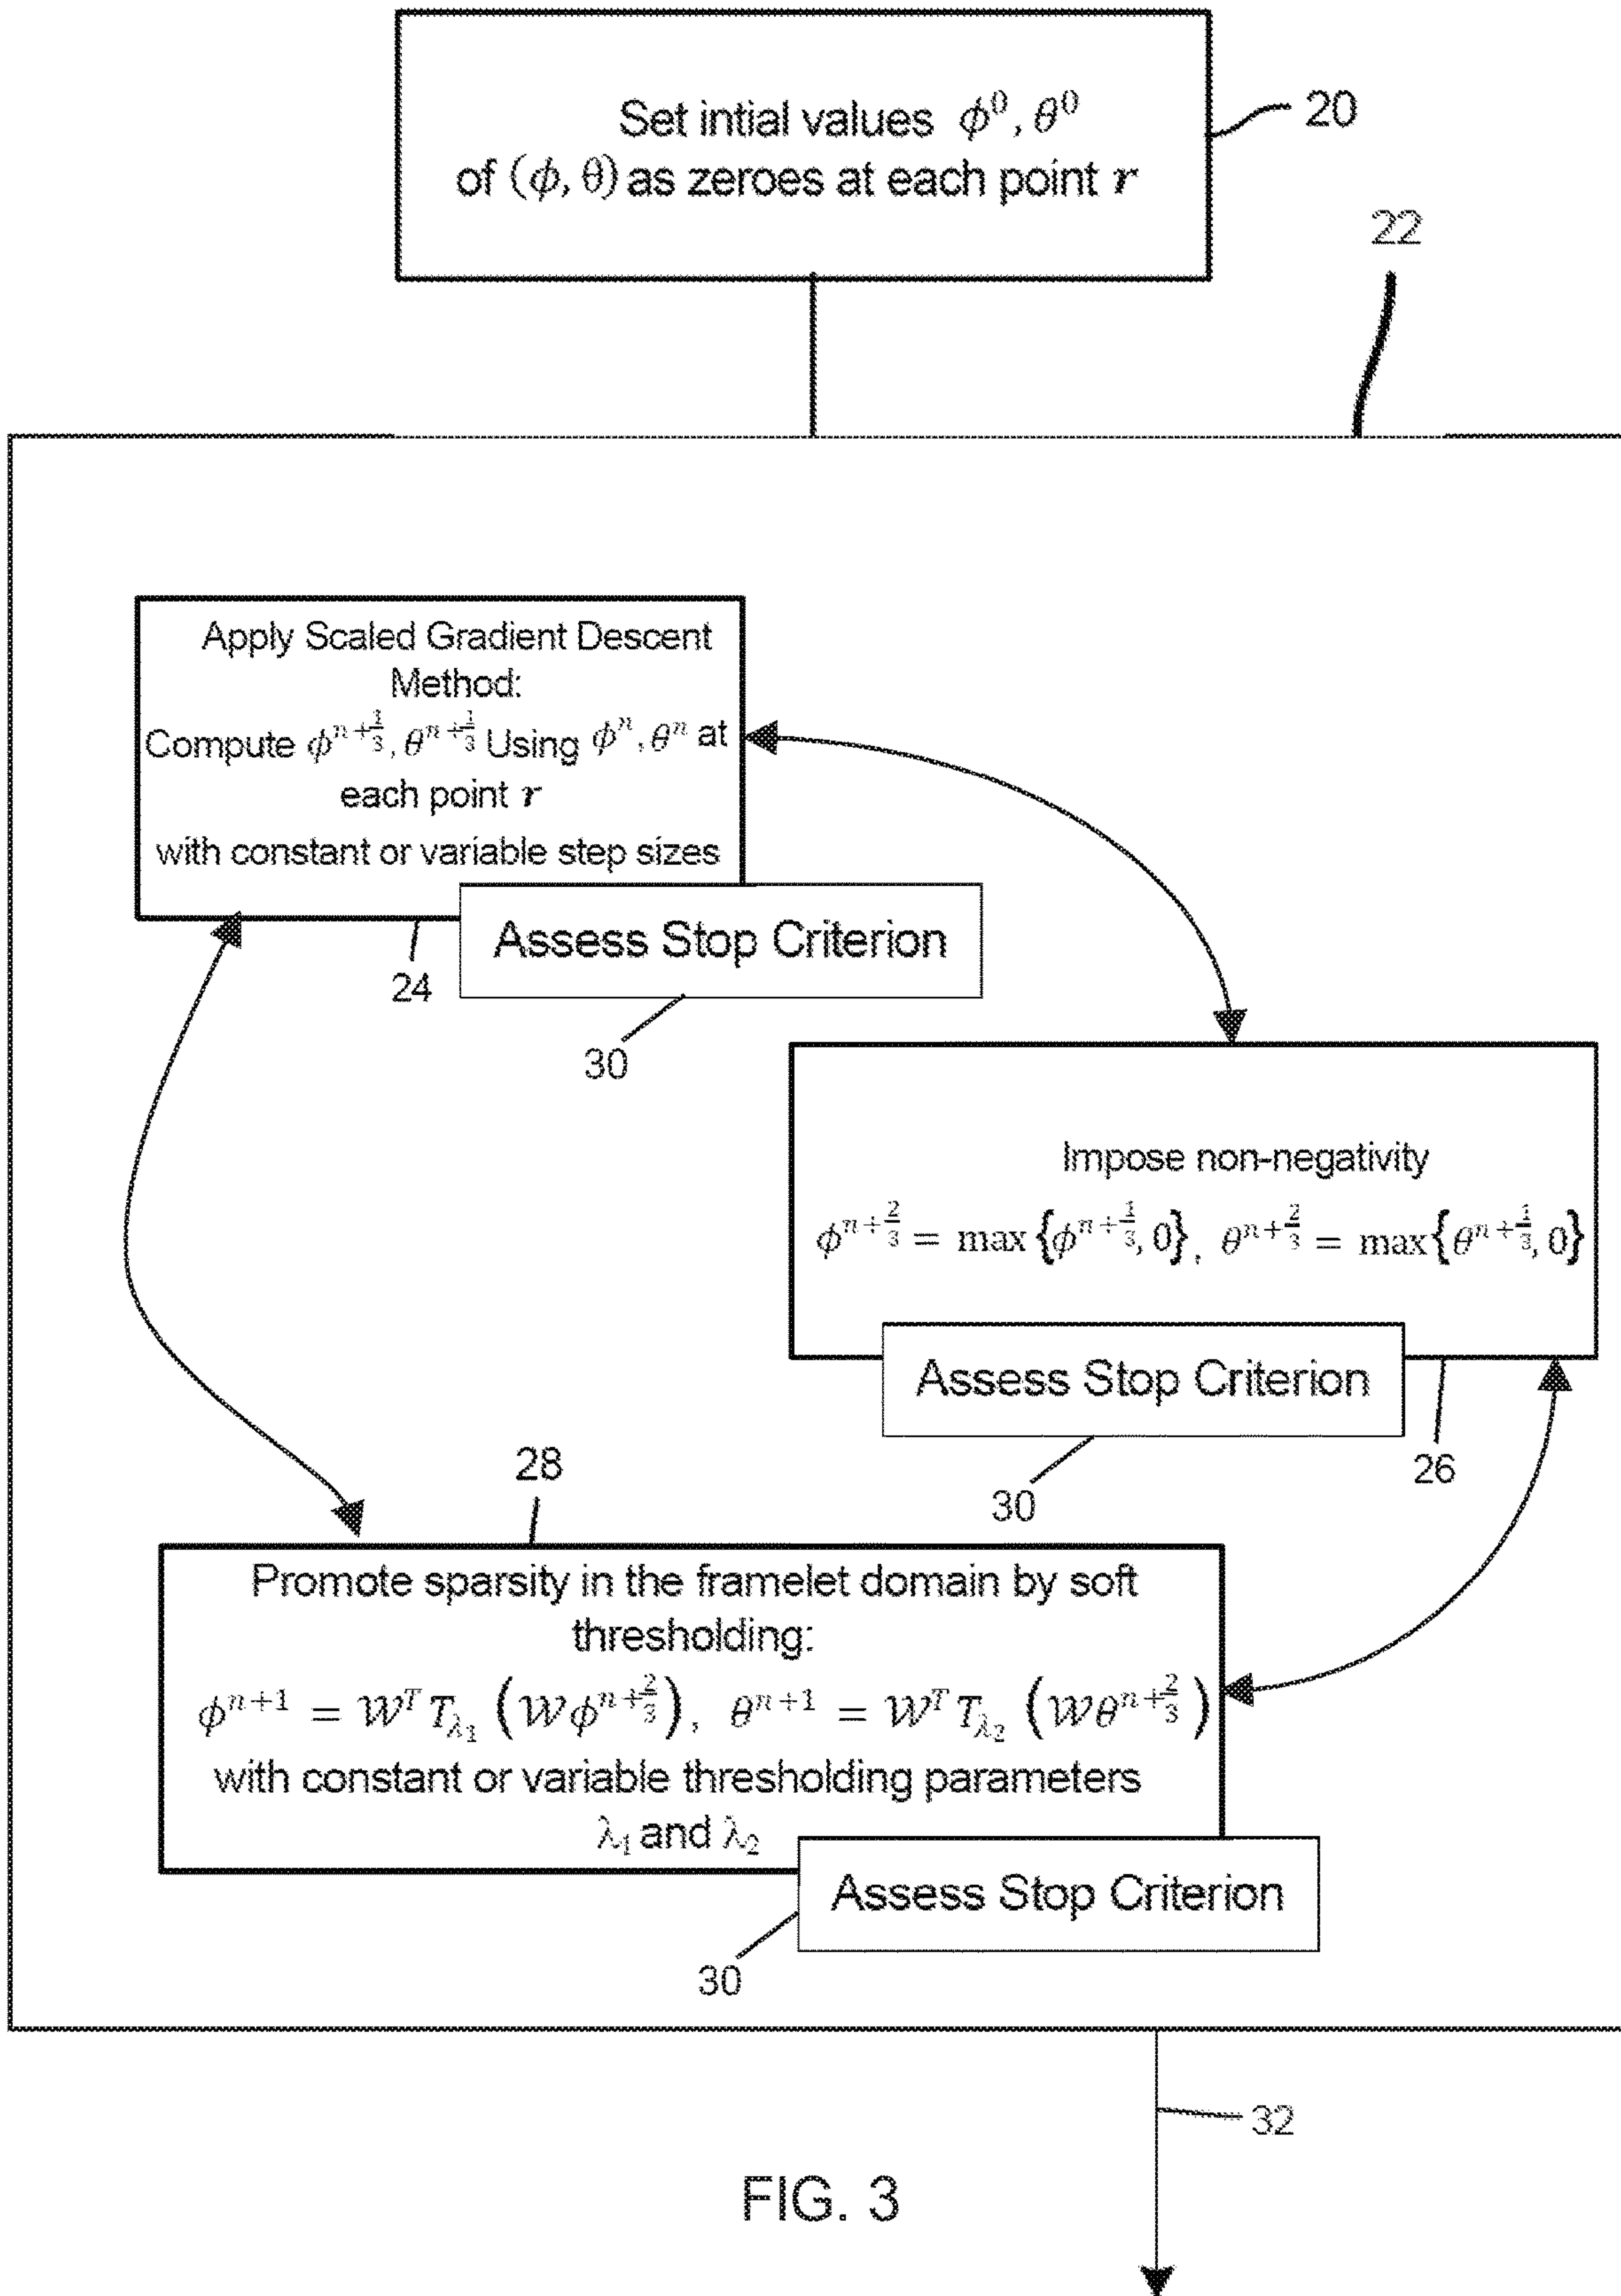 Set intial values ϕ⁰, θ⁰
of (ϕ, θ) as zeroes at each point r
20
22
Apply Scaled Gradient Descent
Method:
Compute ϕ^{n+1/3}, θ^{n+1/3} Using ϕ^n, θ^n at
each point r
with constant or variable step sizes
Assess Stop Criterion
24
30
Impose non-negativity
ϕ^{n+2/3} = max{ϕ^{n+1/3}, 0}, θ^{n+2/3} = max{θ^{n+1/3}, 0}
Assess Stop Criterion
26
30
28
Promote sparsity in the framelet domain by soft
thresholding:
ϕ^{n+1} = 𝒲^T T_{λ₁} (𝒲ϕ^{n+2/3}), θ^{n+1} = 𝒲^T T_{λ₂} (𝒲θ^{n+2/3})
with constant or variable thresholding parameters
λ₁ and λ₂
Assess Stop Criterion
30
32
FIG. 3